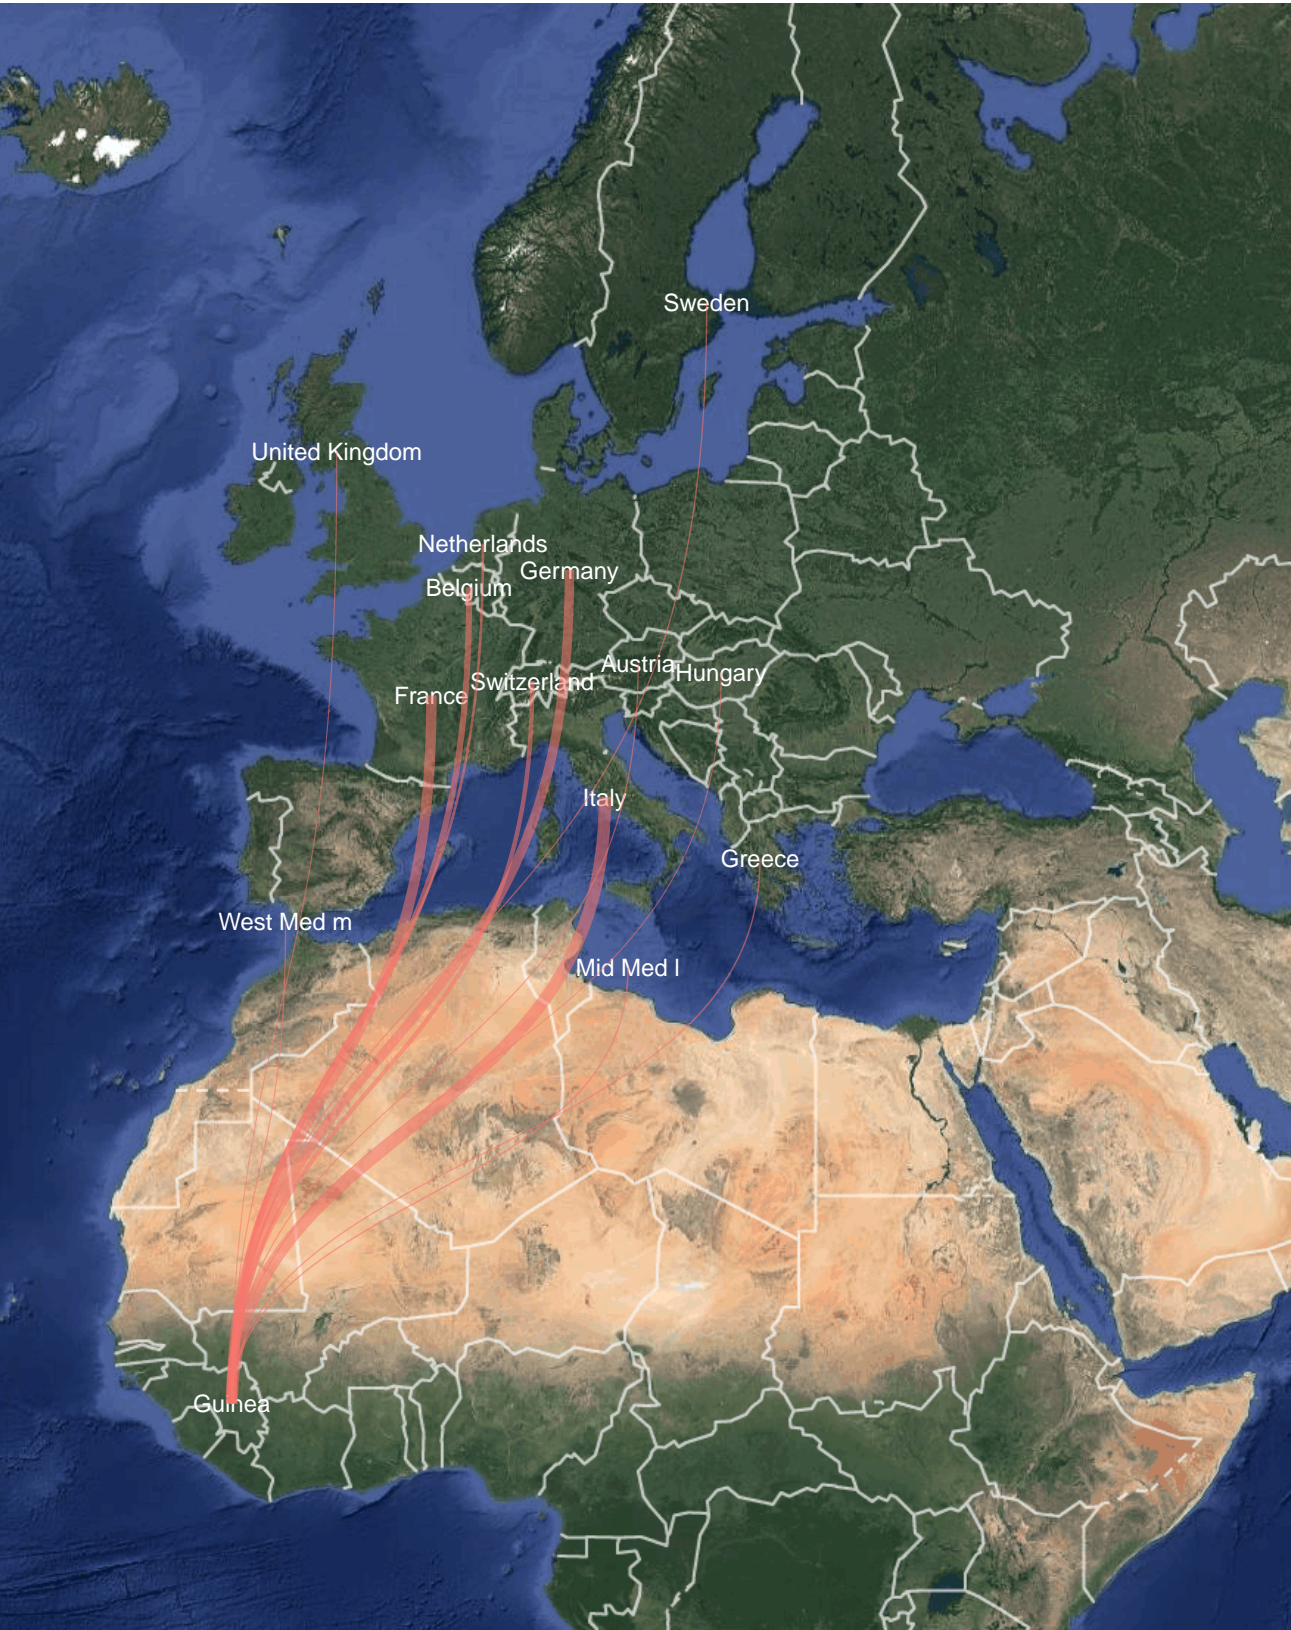 Sweden
United Kingdom
Netherlands
Germany
Belgium
Austria
Hungary
Switzerland
France
Italy
Greece
West Med m
Mid Med l
Guinea